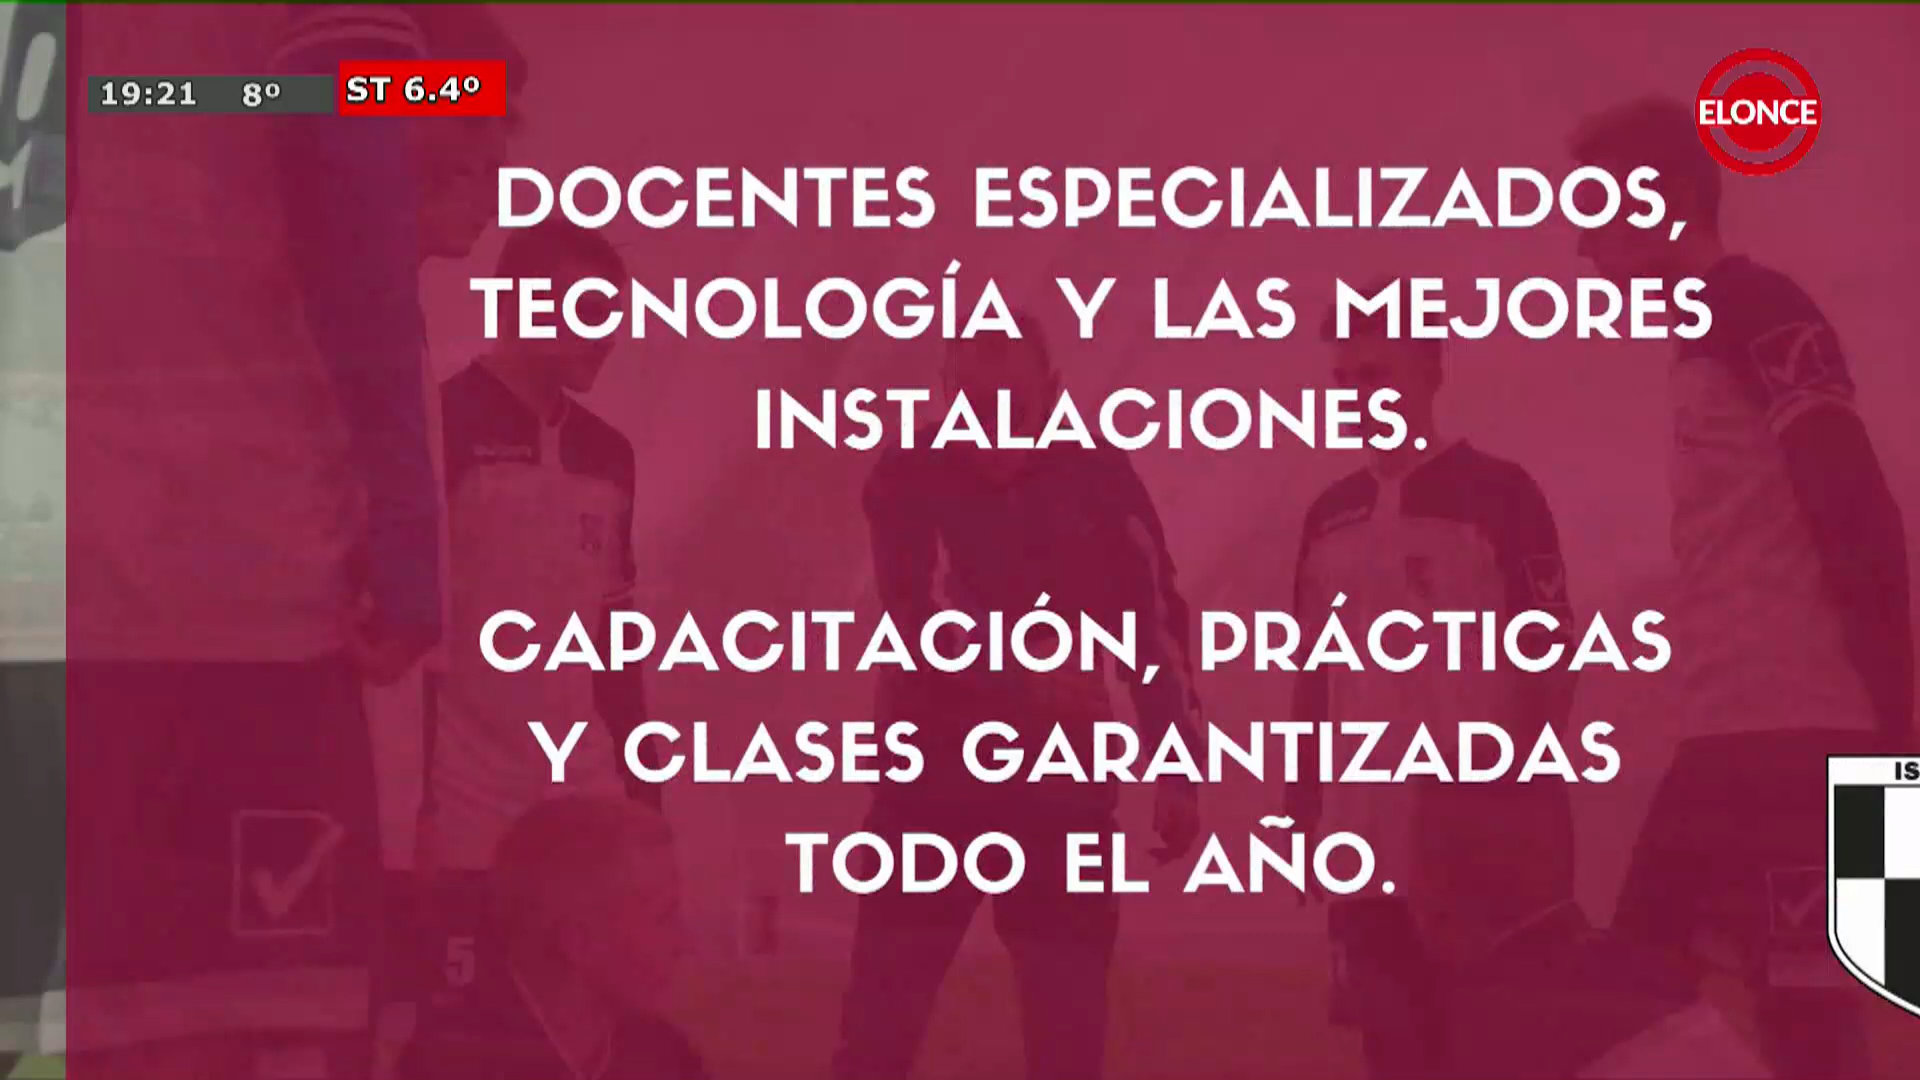 19:21 8º ST 6.4º
ELONCE
DOCENTES ESPECIALIZADOS,
TECNOLOGÍA Y LAS MEJORES
INSTALACIONES.
CAPACITACIÓN, PRÁCTICAS
Y CLASES GARANTIZADAS
TODO EL AÑO.
IS
5